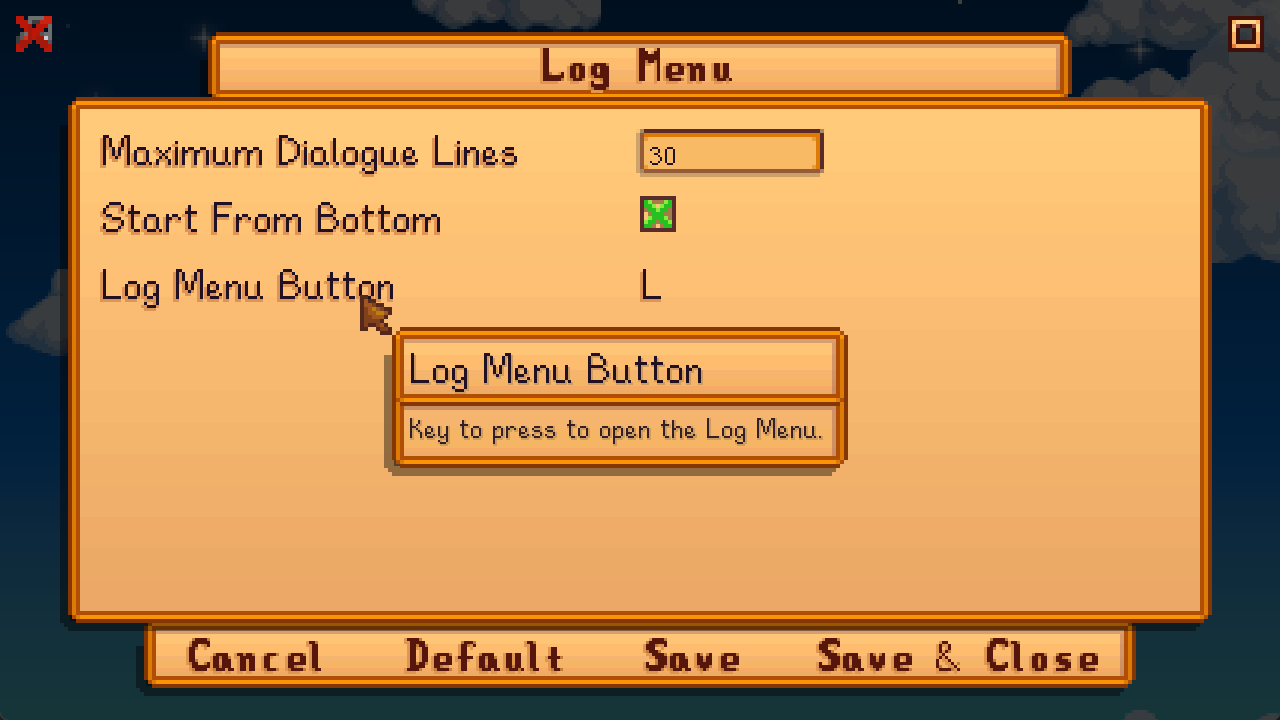 Log Menu
Maximum Dialogue Lines 30
Start From Bottom
Log Menu Button L
Log Menu Button
Key to press to open the Log Menu.
Cancel Default Save Save & Close